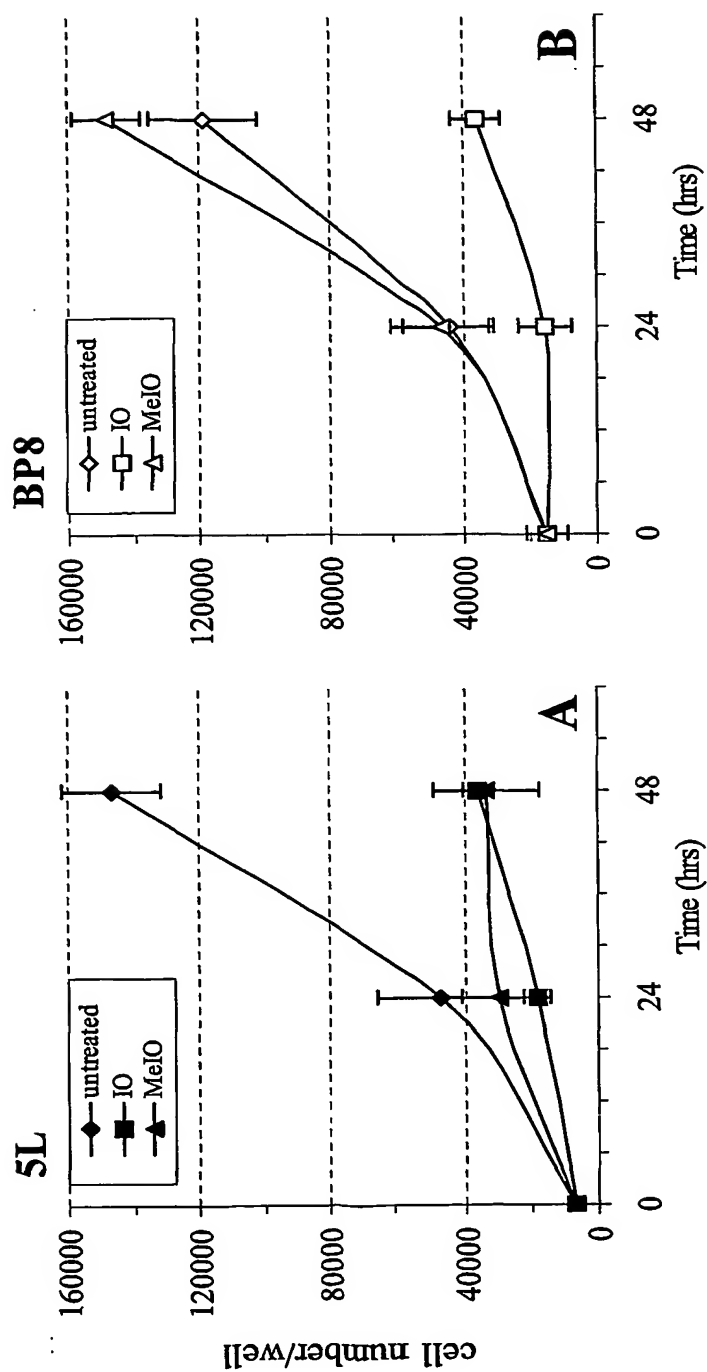 5L
untreated
IO
MeIO
160000
120000
80000
40000
0
cell number/well
0
24
48
Time (hrs)
A
BP8
untreated
IO
MeIO
160000
120000
80000
40000
0
0
24
48
Time (hrs)
B